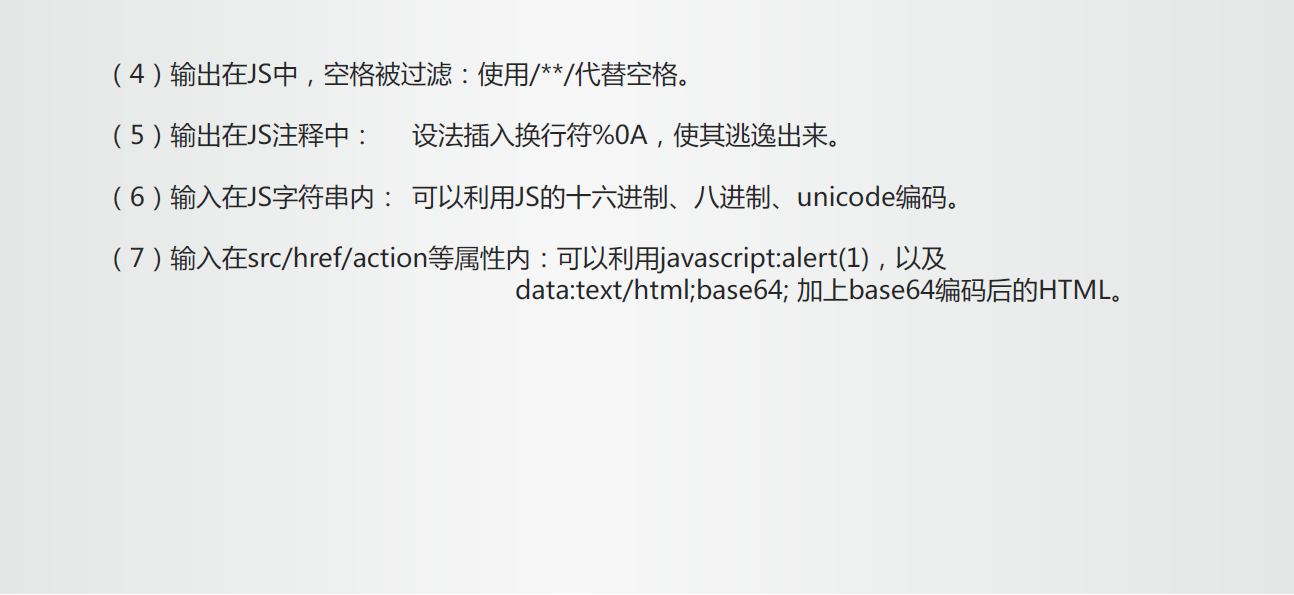 （4）输出在JS中，空格被过滤：使用/**/代替空格。
（5）输出在JS注释中： 设法插入换行符%0A，使其逃逸出来。
（6）输入在JS字符串内： 可以利用JS的十六进制、八进制、unicode编码。
（7）输入在src/href/action等属性内：可以利用javascript:alert(1)，以及
data:text/html;base64; 加上base64编码后的HTML。